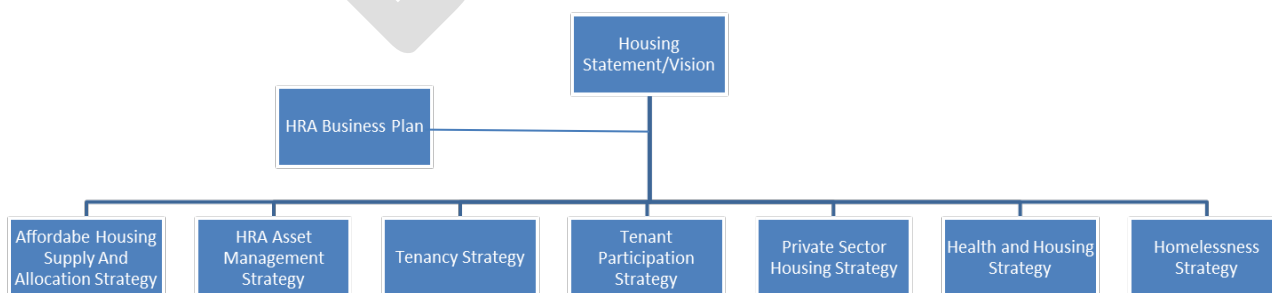 Housing
Statement/Vision
HRA Business Plan
Affordabe Housing
Supply And
Allocation Strategy
HRA Asset
Management
Strategy
Tenancy Strategy
Tenant
Participation
Strategy
Private Sector
Housing Strategy
Health and Housing
Strategy
Homelessness
Strategy